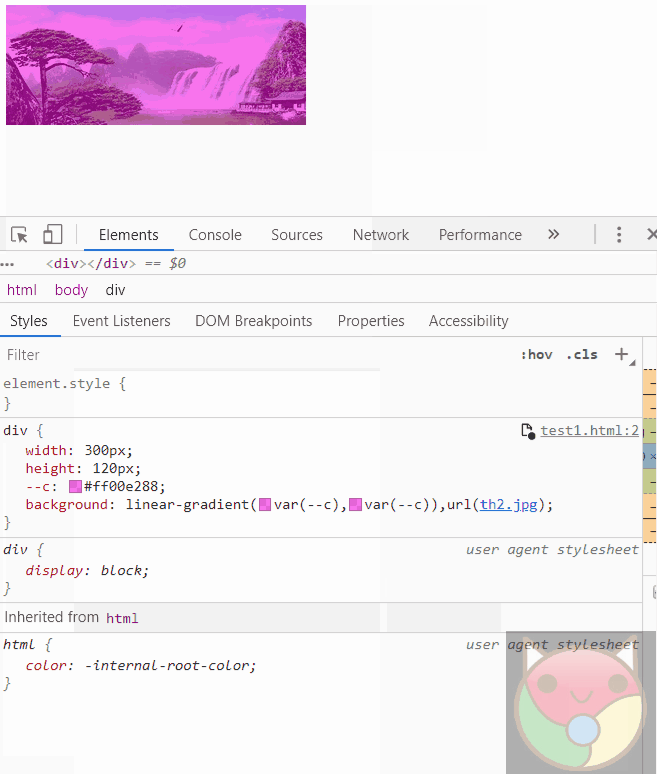 Elements Console Sources Network Performance
<div></div> == $0
html body div
Styles Event Listeners DOM Breakpoints Properties Accessibility
Filter :hov .cls
element.style {
}
div { test1.html:2
width: 300px;
height: 120px;
--c: #ff00e288;
background: linear-gradient(var(--c),var(--c)),url(th2.jpg);
}
div { user agent stylesheet
display: block;
}
Inherited from html
html { user agent stylesheet
color: -internal-root-color;
}